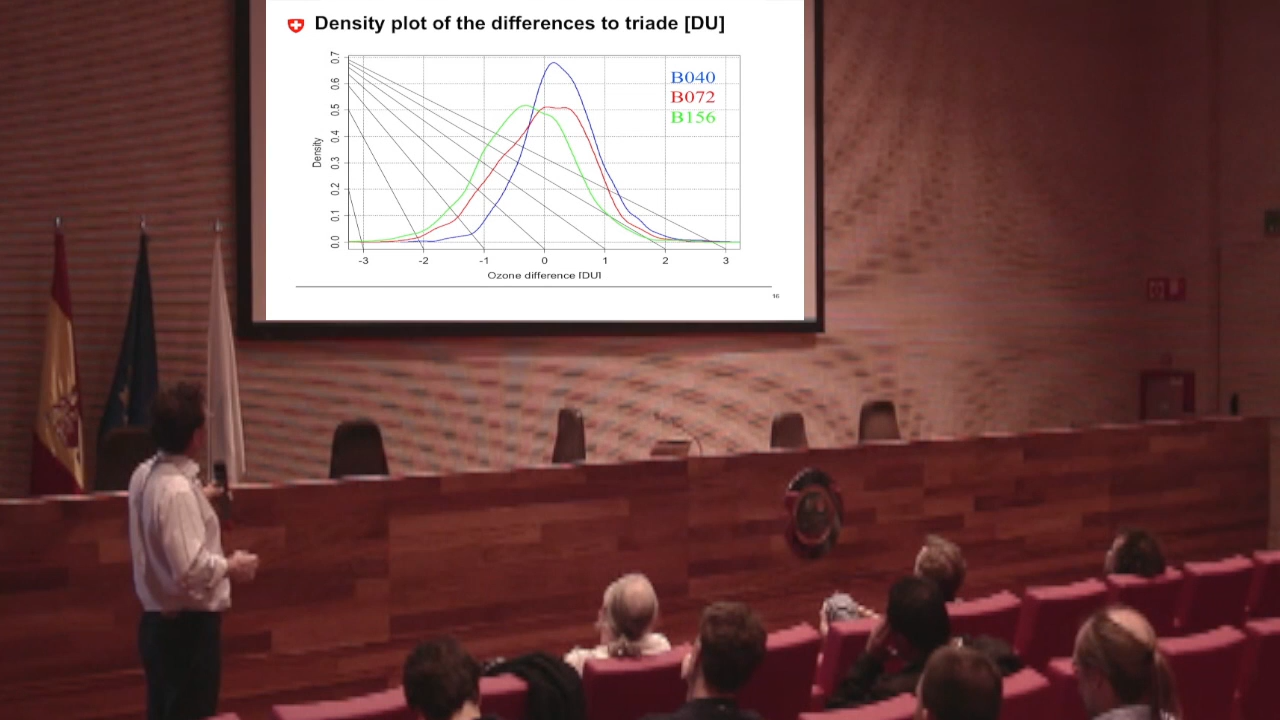 Density plot of the differences to triade [DU]
B040
B072
B156
0.7
0.6
0.5
0.4
0.3
0.2
0.1
0.0
Density
-3 -2 -1 0 1 2 3
Ozone difference [DU]
16